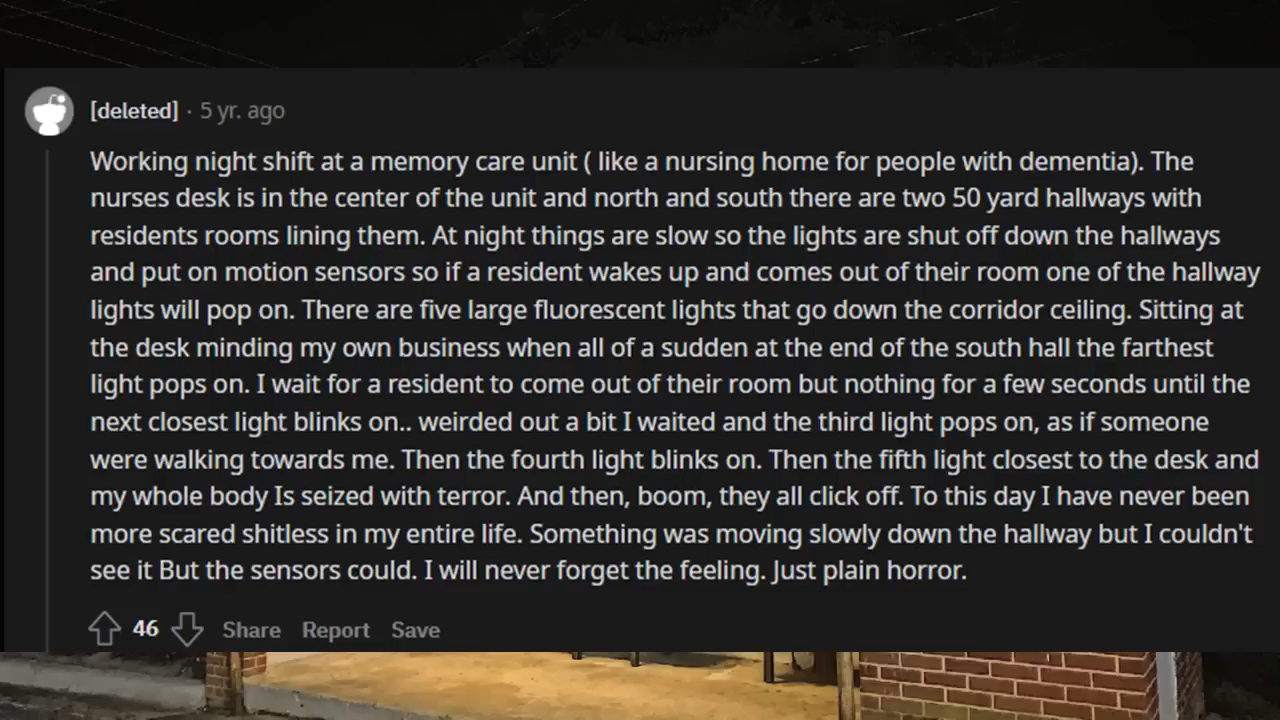 [deleted] · 5 yr. ago
Working night shift at a memory care unit ( like a nursing home for people with dementia). The
nurses desk is in the center of the unit and north and south there are two 50 yard hallways with
residents rooms lining them. At night things are slow so the lights are shut off down the hallways
and put on motion sensors so if a resident wakes up and comes out of their room one of the hallway
lights will pop on. There are five large fluorescent lights that go down the corridor ceiling. Sitting at
the desk minding my own business when all of a sudden at the end of the south hall the farthest
light pops on. I wait for a resident to come out of their room but nothing for a few seconds until the
next closest light blinks on.. weirded out a bit I waited and the third light pops on, as if someone
were walking towards me. Then the fourth light blinks on. Then the fifth light closest to the desk and
my whole body Is seized with terror. And then, boom, they all click off. To this day I have never been
more scared shitless in my entire life. Something was moving slowly down the hallway but I couldn't
see it But the sensors could. I will never forget the feeling. Just plain horror.
46 Share Report Save